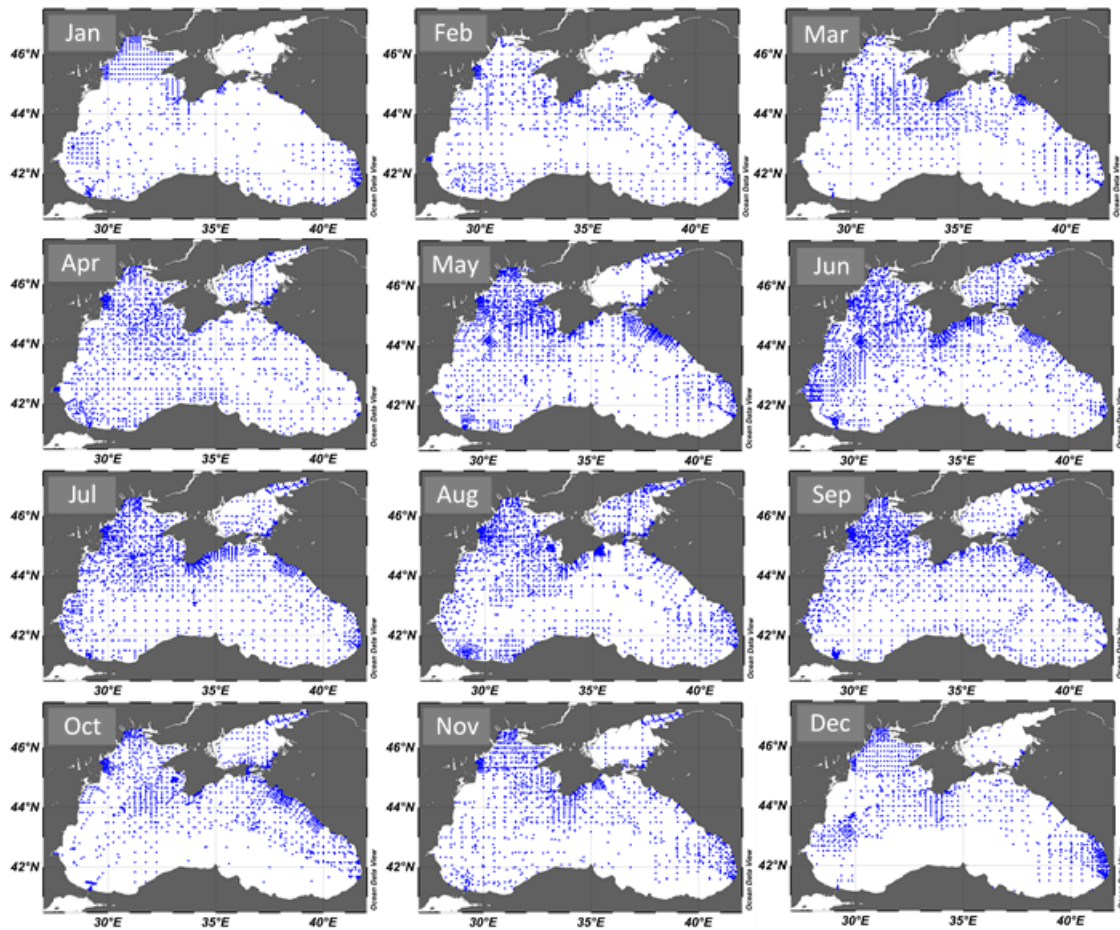 Jan Feb Mar
46°N 46°N 46°N
44°N 44°N 44°N
42°N 42°N 42°N
Ocean Data View Ocean Data View Ocean Data View
30°E 35°E 40°E 30°E 35°E 40°E 30°E 35°E 40°E
Apr May Jun
46°N 46°N 46°N
44°N 44°N 44°N
42°N 42°N 42°N
Ocean Data View Ocean Data View Ocean Data View
30°E 35°E 40°E 30°E 35°E 40°E 30°E 35°E 40°E
Jul Aug Sep
46°N 46°N 46°N
44°N 44°N 44°N
42°N 42°N 42°N
Ocean Data View Ocean Data View Ocean Data View
30°E 35°E 40°E 30°E 35°E 40°E 30°E 35°E 40°E
Oct Nov Dec
46°N 46°N 46°N
44°N 44°N 44°N
42°N 42°N 42°N
Ocean Data View Ocean Data View Ocean Data View
30°E 35°E 40°E 30°E 35°E 40°E 30°E 35°E 40°E